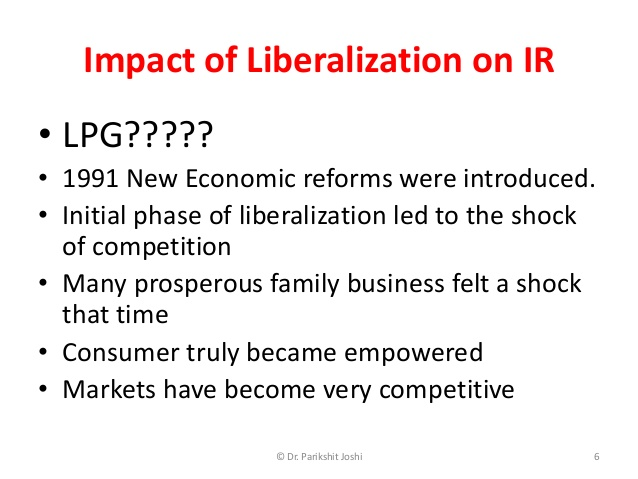 Impact of Liberalization on IR
• LPG?????
• 1991 New Economic reforms were introduced.
• Initial phase of liberalization led to the shock
of competition
• Many prosperous family business felt a shock
that time
• Consumer truly became empowered
• Markets have become very competitive
© Dr. Parikshit Joshi
6